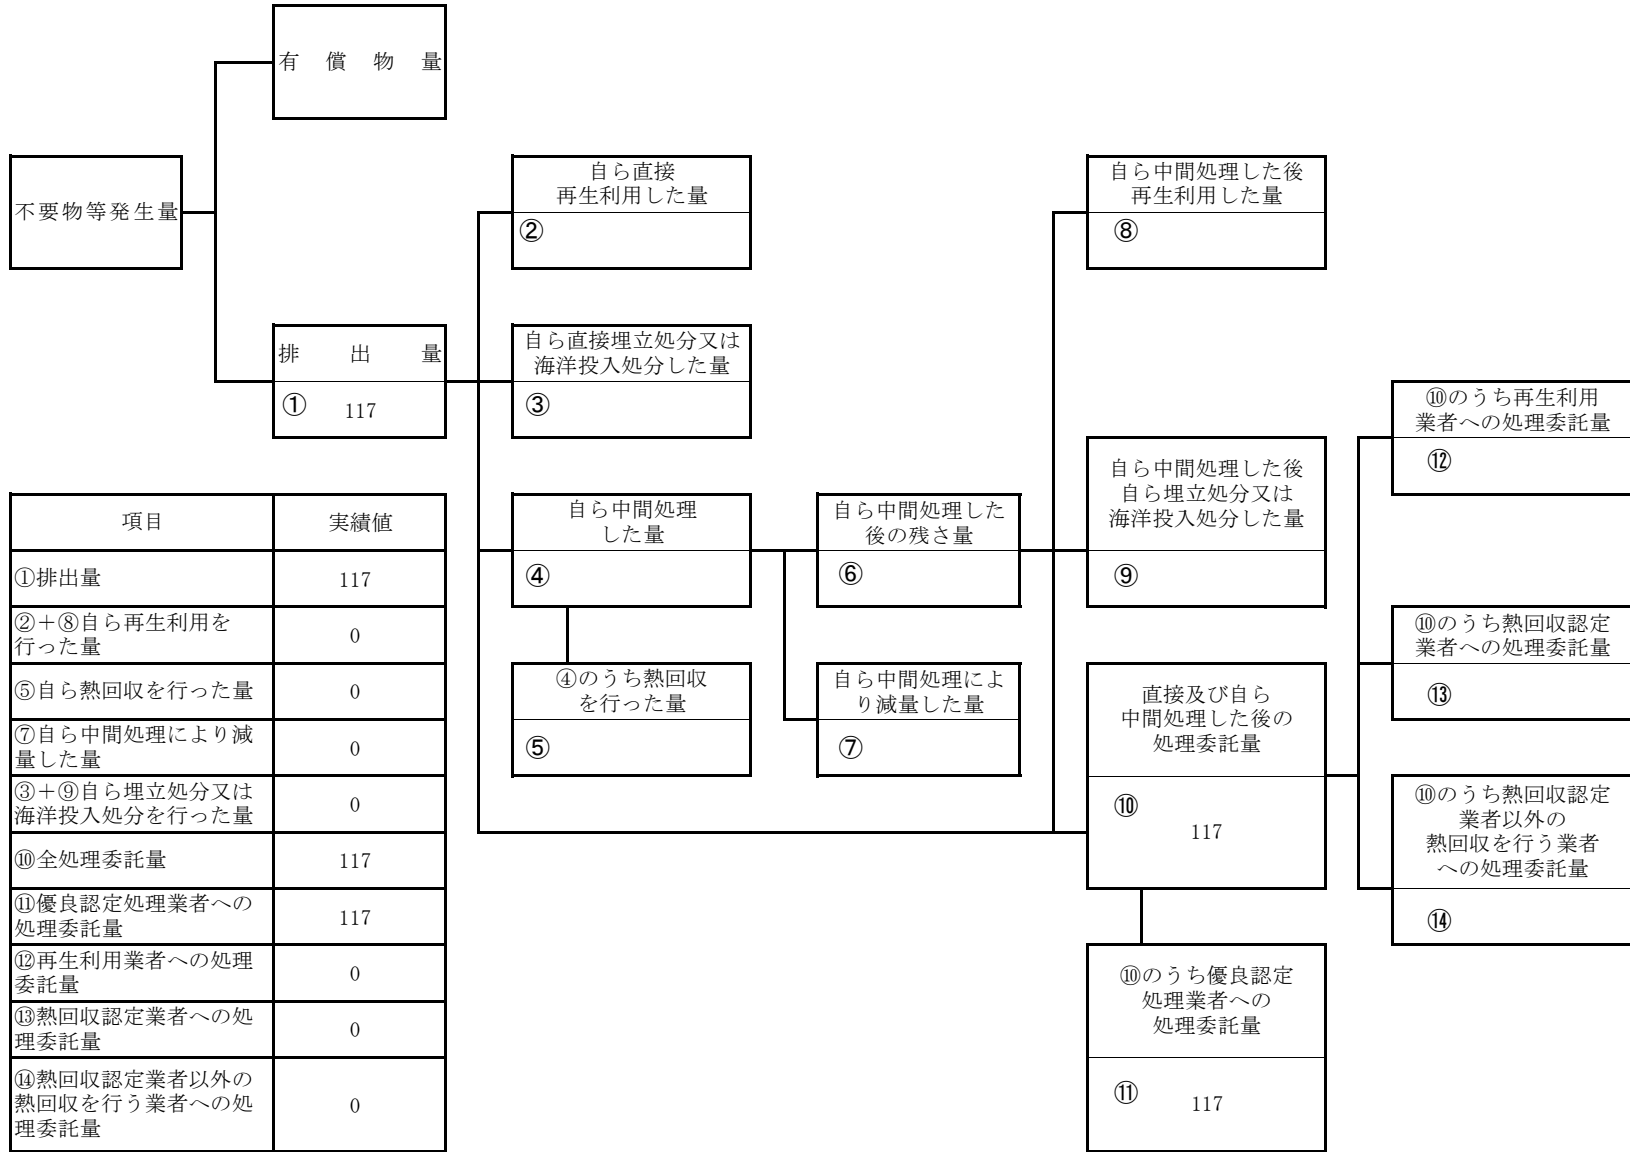 有償物量
不要物等発生量
自ら直接
再生利用した量
②
自ら中間処理した後
再生利用した量
⑧
排出量
① 117
自ら直接埋立処分又は
海洋投入処分した量
③
⑩のうち再生利用
業者への処理委託量
⑫
自ら中間処理
した量
④
自ら中間処理した
後の残さ量
⑥
自ら中間処理した後
自ら埋立処分又は
海洋投入処分した量
⑨
④のうち熱回収
を行った量
⑤
自ら中間処理によ
り減量した量
⑦
直接及び自ら
中間処理した後の
処理委託量
⑩
117
⑩のうち熱回収認定
業者への処理委託量
⑬
⑩のうち熱回収認定
業者以外の
熱回収を行う業者
への処理委託量
⑭
⑩のうち優良認定
処理業者への
処理委託量
⑪ 117
項目 実績値
①排出量 117
②＋⑧自ら再生利用を
行った量 0
⑤自ら熱回収を行った量 0
⑦自ら中間処理により減
量した量 0
③＋⑨自ら埋立処分又は
海洋投入処分を行った量 0
⑩全処理委託量 117
⑪優良認定処理業者への
処理委託量 117
⑫再生利用業者への処理
委託量 0
⑬熱回収認定業者への処
理委託量 0
⑭熱回収認定業者以外の
熱回収を行う業者への処 0
理委託量